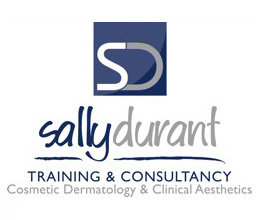 SD
sallydurant
TRAINING & CONSULTANCY
Cosmetic Dermatology & Clinical Aesthetics